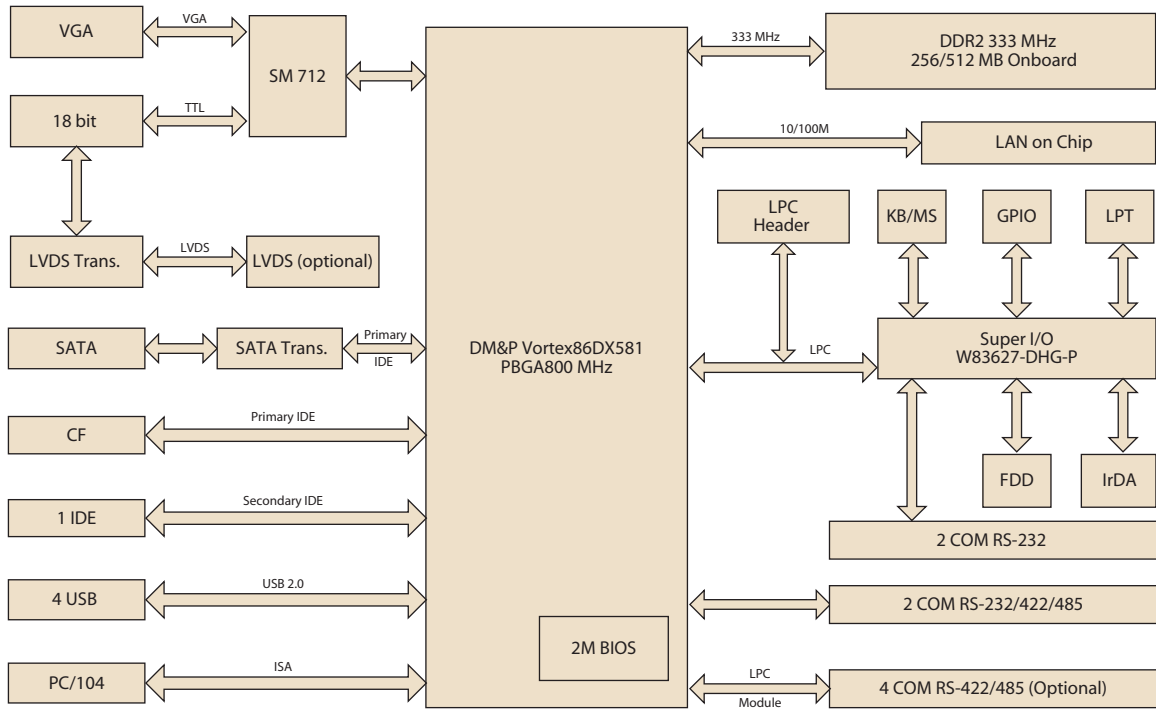 VGA
VGA
SM 712
18 bit
TTL
LVDS Trans.
LVDS
LVDS (optional)
SATA
SATA Trans.
Primary
IDE
CF
Primary IDE
1 IDE
Secondary IDE
4 USB
USB 2.0
PC/104
ISA
DM&P Vortex86DX581
PBGA800 MHz
2M BIOS
333 MHz
DDR2 333 MHz
256/512 MB Onboard
10/100M
LAN on Chip
LPC
Header
KB/MS
GPIO
LPT
LPC
Super I/O
W83627-DHG-P
FDD
IrDA
2 COM RS-232
2 COM RS-232/422/485
LPC
Module
4 COM RS-422/485 (Optional)